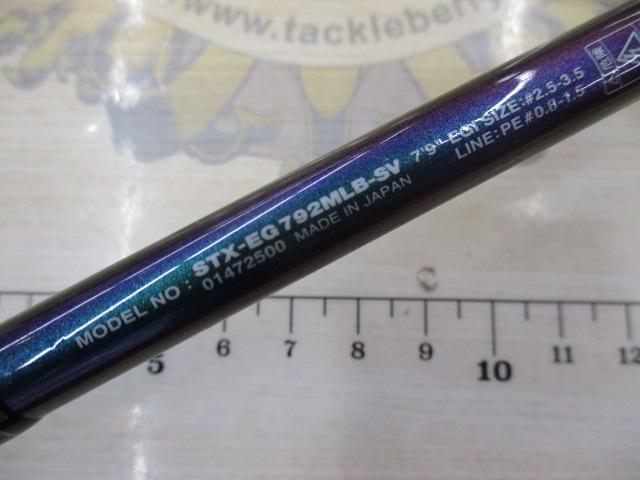 www.tackleberry
MODEL NO : STX-EG792MLB-SV 7'9" EGI SIZE:#2.5-3.5
01472500 MADE IN JAPAN LINE:PE#0.8-1.5
5 6 7 8 9 10 11 12